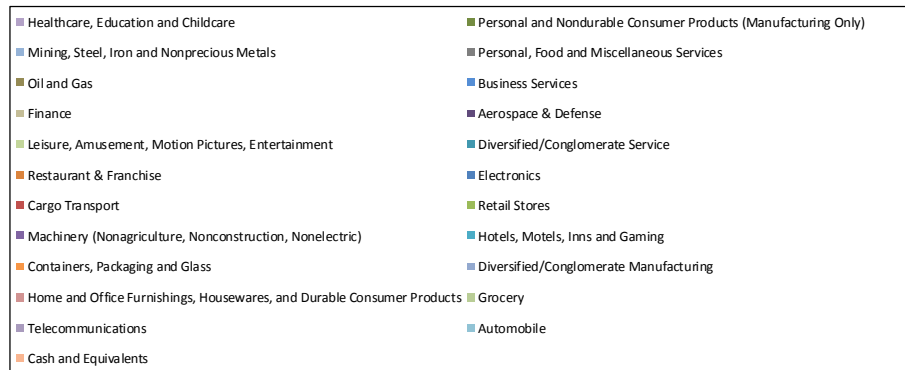 Healthcare, Education and Childcare
Personal and Nondurable Consumer Products (Manufacturing Only)
Mining, Steel, Iron and Nonprecious Metals
Personal, Food and Miscellaneous Services
Oil and Gas
Business Services
Finance
Aerospace & Defense
Leisure, Amusement, Motion Pictures, Entertainment
Diversified/Conglomerate Service
Restaurant & Franchise
Electronics
Cargo Transport
Retail Stores
Machinery (Nonagriculture, Nonconstruction, Nonelectric)
Hotels, Motels, Inns and Gaming
Containers, Packaging and Glass
Diversified/Conglomerate Manufacturing
Home and Office Furnishings, Housewares, and Durable Consumer Products
Grocery
Telecommunications
Automobile
Cash and Equivalents